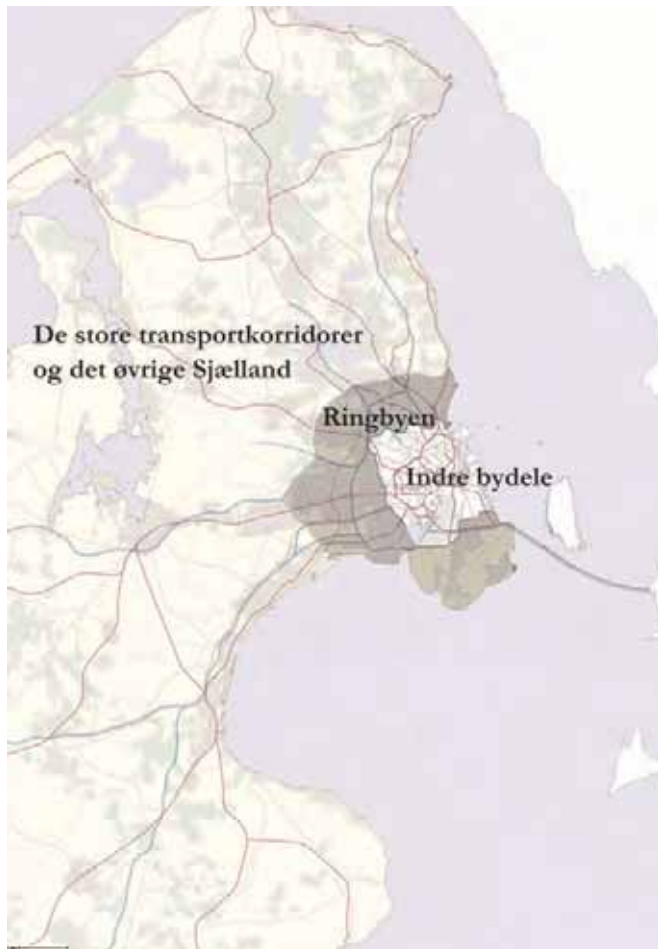 De store transportkorridorer
og det øvrige Sjælland
Ringbyen
Indre bydele